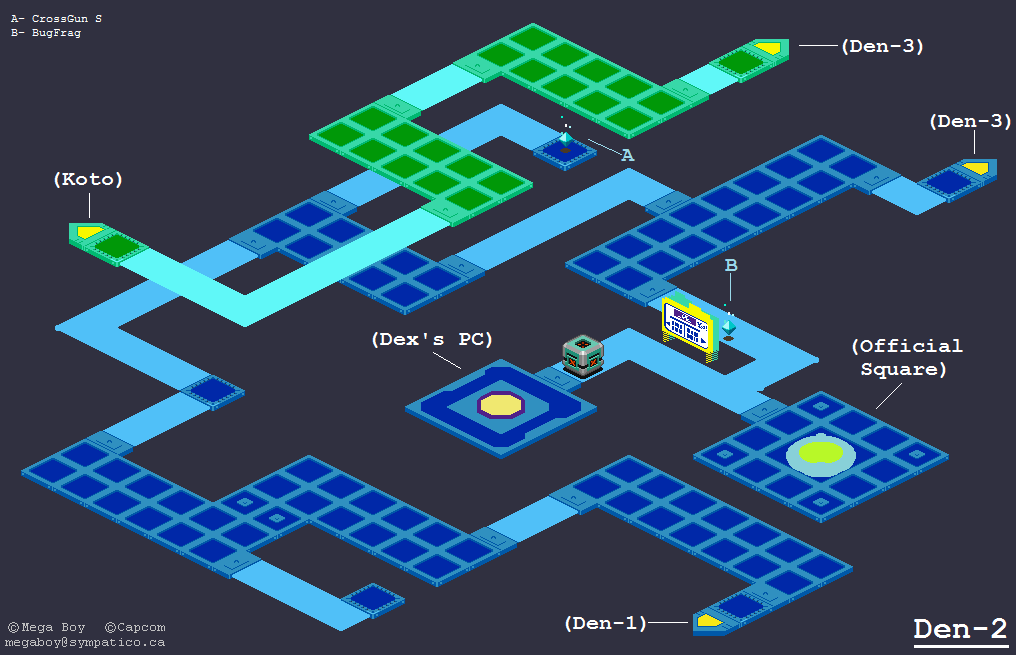 A- CrossGun S
B- BugFrag
(Den-3)
(Den-3)
A
(Koto)
B
(Dex's PC)
(Official
Square)
(Den-1)
©Mega Boy ©Capcom
megaboy@sympatico.ca
Den-2